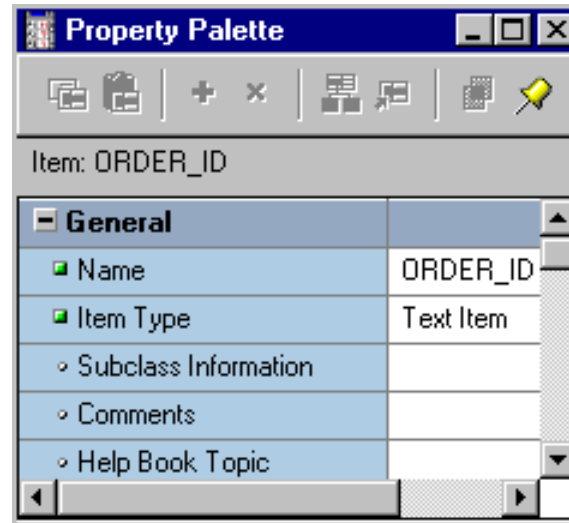 Property Palette
Item: ORDER_ID
General
Name ORDER_ID
Item Type Text Item
Subclass Information
Comments
Help Book Topic